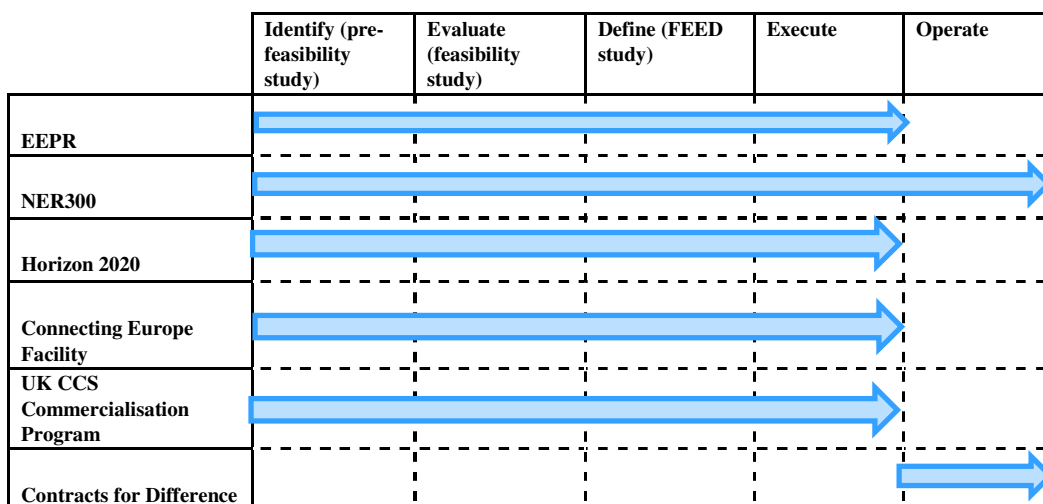 Identify (pre-
feasibility
study)
Evaluate
(feasibility
study)
Define (FEED
study)
Execute
Operate
EEPR
NER300
Horizon 2020
Connecting Europe
Facility
UK CCS
Commercialisation
Program
Contracts for Difference